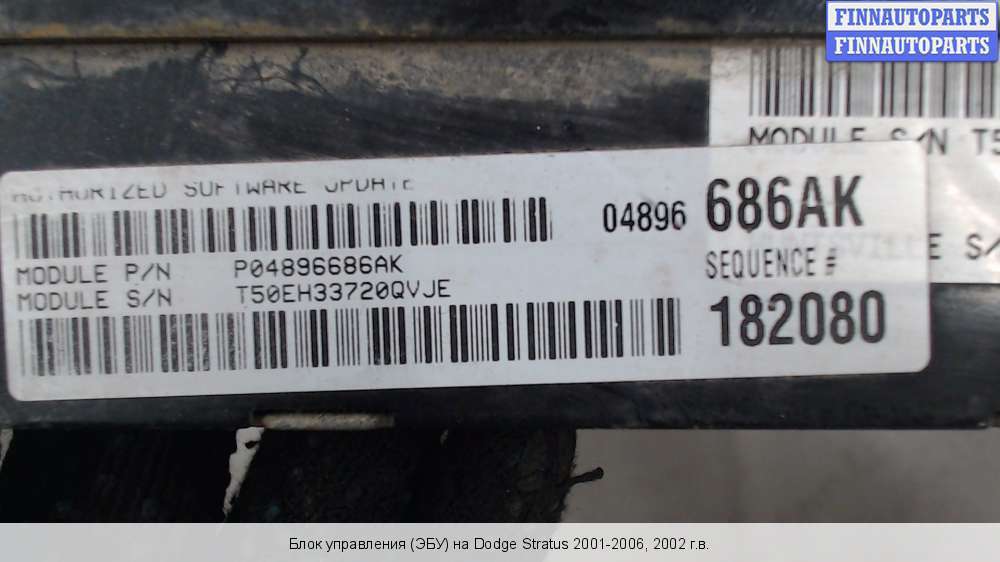 FINNAUTOPARTS
FINNAUTOPARTS
MODULE S/N T5
AUTHORIZED SOFTWARE UPDATE
04896 686AK
MODULE P/N P04896686AK
MODULE S/N T50EH33720QVJE
SEQUENCE #
182080
VILLE S/
Блок управления (ЭБУ) на Dodge Stratus 2001-2006, 2002 г.в.